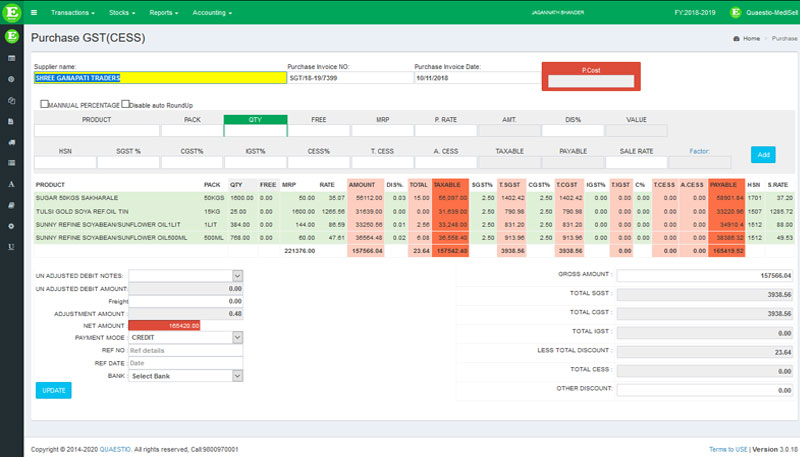 E Transactions Stocks Reports Accounting JAGANNATH BHANDER FY:2018-2019 E Quaestio-MediSell
E Purchase GST(CESS) Home Purchase
Supplier name: Purchase Invoice NO: Purchase Invoice Date: P.Cost
SHREE GANAPATI TRADERS SGT/18-19/7399 10/11/2018
MANNUAL PERCENTAGE Disable auto RoundUp
PRODUCT PACK QTY FREE MRP P. RATE AMT. DIS% VALUE
HSN SGST % CGST% IGST% CESS% T. CESS A. CESS TAXABLE PAYABLE SALE RATE Factor: Add
PRODUCT PACK QTY FREE MRP RATE AMOUNT DIS%. TOTAL TAXABLE SGST% T.SGST CGST% T.CGST IGST% T.IGST C% T.CESS A.CESS PAYABLE HSN S.RATE
SUGAR 50KGS SAKHARALE 50KGS 1600.00 0.00 50.00 35.07 56112.00 0.03 15.00 56,097.00 2.50 1402.42 2.50 1402.42 0.00 0.00 0.00 0.00 0.00 58901.84 1701 37.20
TULSI GOLD SOYA REF.OIL TIN 15KG 25.00 0.00 1600.00 1265.56 31639.00 0.00 0.00 31,639.00 2.50 790.98 2.50 790.98 0.00 0.00 0.00 0.00 0.00 33220.96 1507 1285.72
SUNNY REFINE SOYABEAN/SUNFLOWER OIL1LIT 1LIT 384.00 0.00 144.00 86.59 33250.56 0.01 2.56 33,248.00 2.50 831.20 2.50 831.20 0.00 0.00 0.00 0.00 0.00 34910.4 1512 88.00
SUNNY REFINE SOYABEAN/SUNFLOWER OIL500ML 500ML 768.00 0.00 60.00 47.61 36564.48 0.02 6.08 36,558.40 2.50 913.96 2.50 913.96 0.00 0.00 0.00 0.00 0.00 38386.32 1512 49.53
221376.00 157566.04 23.64 157542.40 3938.56 3938.56 0.00 0.00 0.00 165419.52
UN ADJUSTED DEBIT NOTES: GROSS AMOUNT : 157566.04
UN ADJUSTED DEBIT AMOUNT: 0.00 TOTAL SGST : 3938.56
Freight 0.00
ADJUSTMENT AMOUNT : 0.48 TOTAL CGST : 3938.56
NET AMOUNT 165420.00 TOTAL IGST : 0.00
PAYMENT MODE : CREDIT
REF NO : Ref details LESS TOTAL DISCOUNT : 23.64
REF DATE : Date TOTAL CESS : 0.00
BANK : Select Bank
UPDATE OTHER DISCOUNT: 0.00
Copyright © 2014-2020 QUAESTIO. All rights reserved, Call:9800970001 Terms to USE | Version 3.0.18